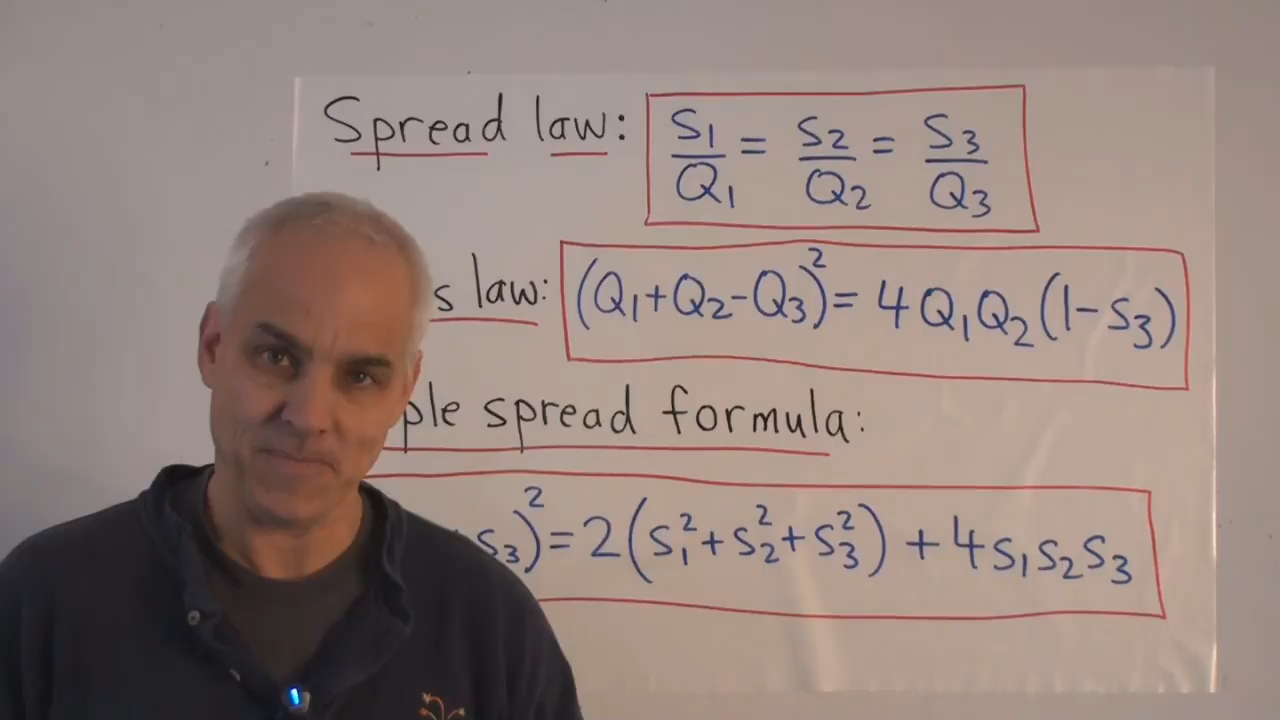 Spread law: s₁/Q₁ = s₂/Q₂ = s₃/Q₃
s law: (Q₁+Q₂-Q₃)² = 4Q₁Q₂(1-s₃)
ple spread formula:
s₃)² = 2(s₁²+s₂²+s₃²) + 4s₁s₂s₃